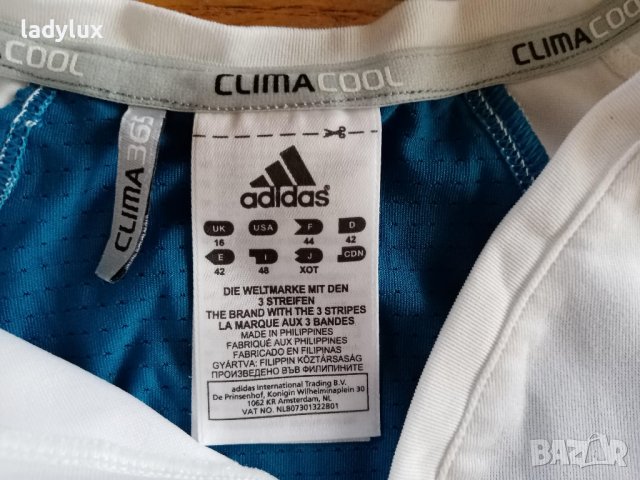 ladylux
COOL
CLIMACOOL
CLIMACOOL
CLIMA 365
adidas®
UK USA F D
16 44 42
E I J CDN
42 48 XOT
DIE WELTMARKE MIT DEN
3 STREIFEN
THE BRAND WITH THE 3 STRIPES
LA MARQUE AUX 3 BANDES
MADE IN PHILIPPINES
FABRIQUÉ AUX PHILIPPINES
FABRICADO EN FILIPINAS
GYÁRTVA: FILIPPIN KÖZTÁRSASÁG
ПРОИЗВЕДЕНО ВЪВ ФИЛИПИНИТЕ
adidas International Trading B.V.
De Prinsenhof, Konigin Wilhelminaplein 30
1062 KR Amsterdam, NL
VAT NO. NL807301322B01
BAZAR